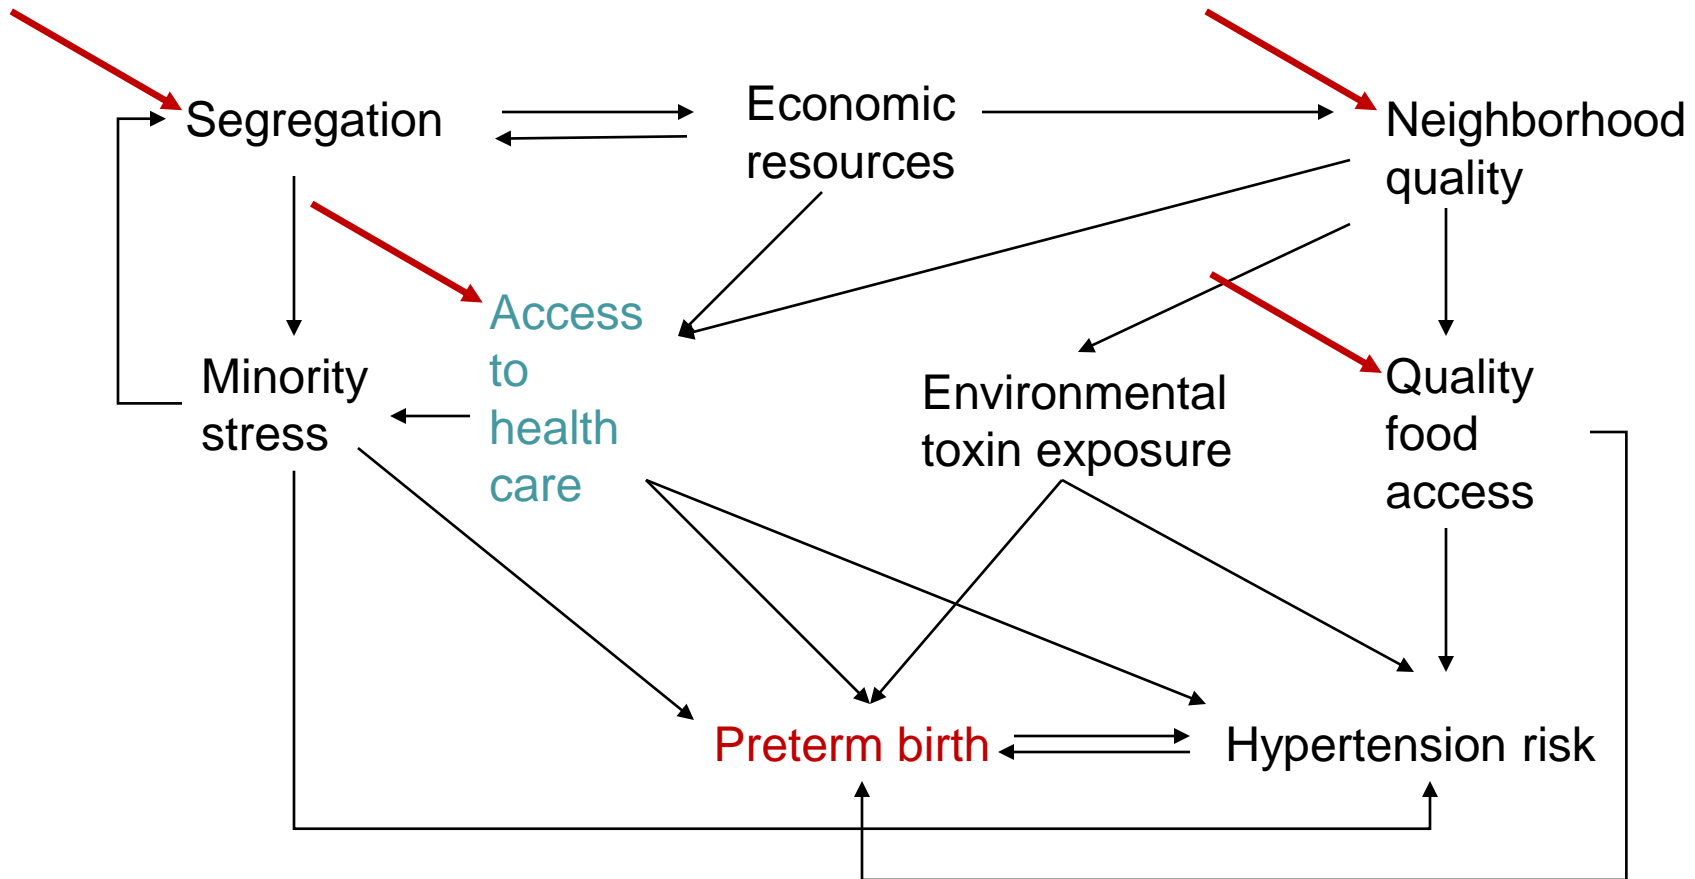 Segregation
Economic
resources
Neighborhood
quality
Access
to
health
care
Minority
stress
Environmental
toxin exposure
Quality
food
access
Preterm birth
Hypertension risk